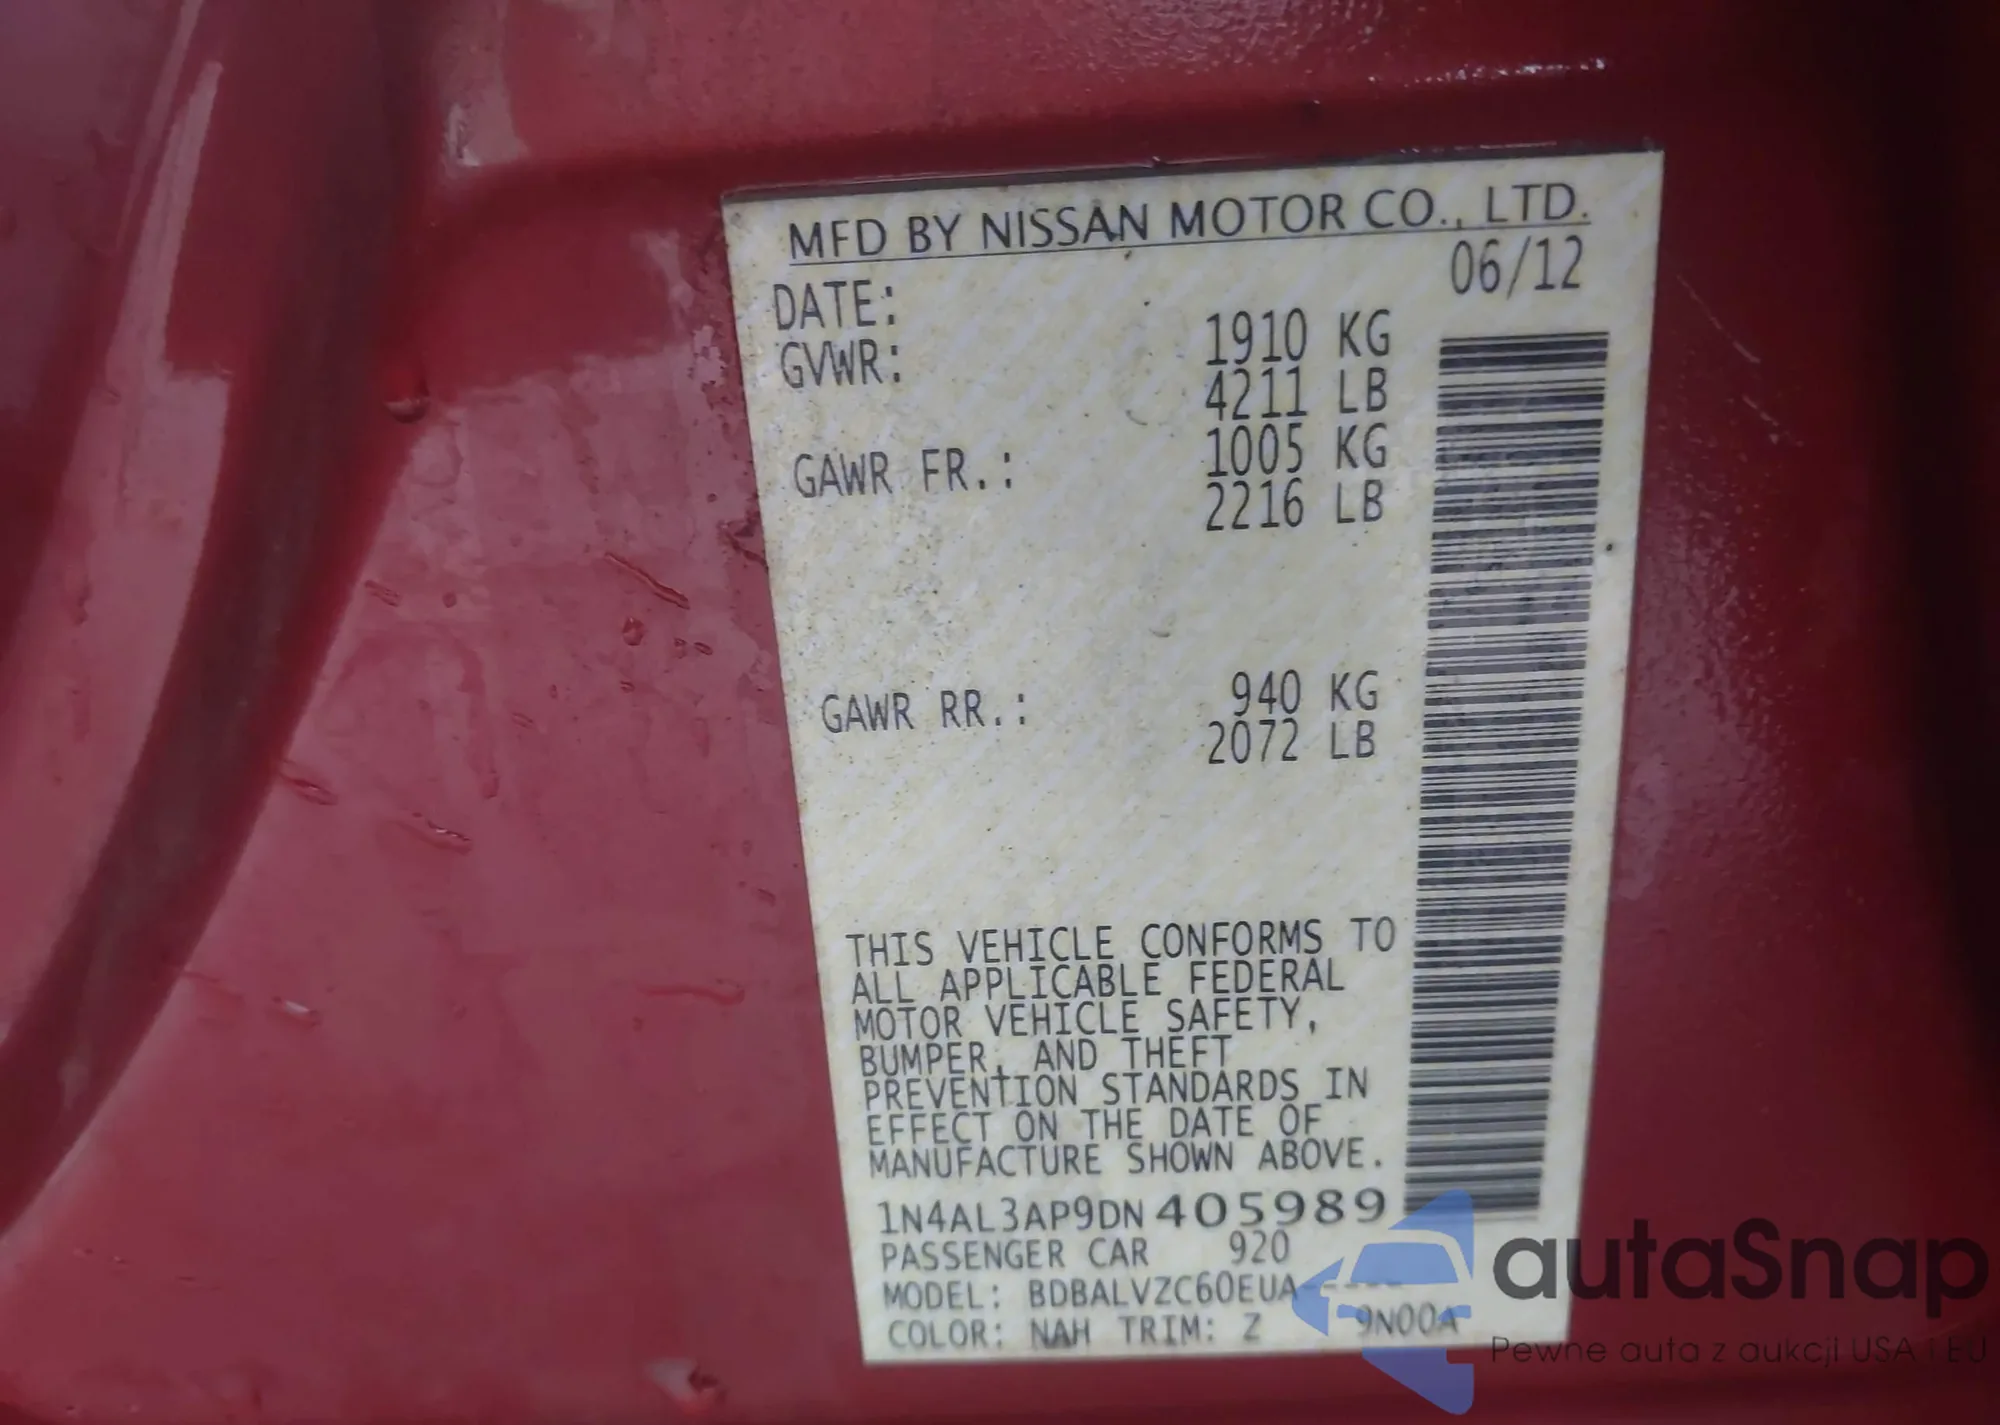 MFD BY NISSAN MOTOR CO., LTD.
DATE: 06/12
GVWR: 1910 KG
4211 LB
GAWR FR.: 1005 KG
2216 LB
GAWR RR.: 940 KG
2072 LB
THIS VEHICLE CONFORMS TO
ALL APPLICABLE FEDERAL
MOTOR VEHICLE SAFETY,
BUMPER, AND THEFT
PREVENTION STANDARDS IN
EFFECT ON THE DATE OF
MANUFACTURE SHOWN ABOVE.
1N4AL3AP9DN405989
PASSENGER CAR 920
MODEL: BDBALVZC60EUA-----
COLOR: NAH TRIM: Z 9N00A
autaSnap
Pewne auta z aukcji USA i EU